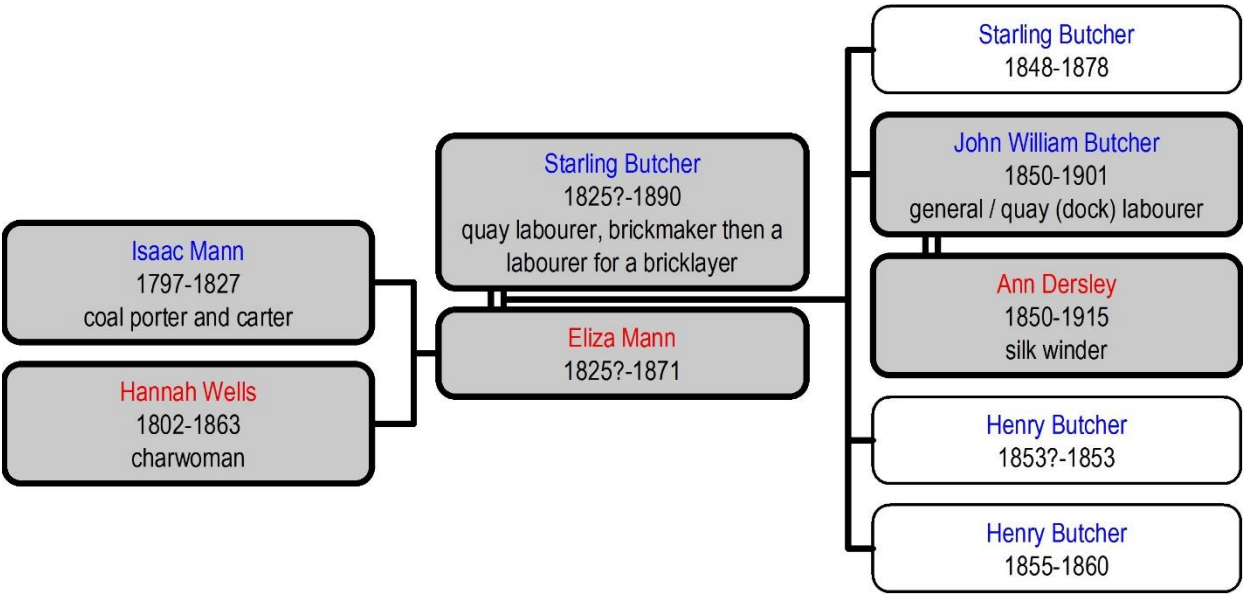 Isaac Mann
1797-1827
coal porter and carter
Hannah Wells
1802-1863
charwoman
Starling Butcher
1825?-1890
quay labourer, brickmaker then a
labourer for a bricklayer
Eliza Mann
1825?-1871
Starling Butcher
1848-1878
John William Butcher
1850-1901
general / quay (dock) labourer
Ann Dersley
1850-1915
silk winder
Henry Butcher
1853?-1853
Henry Butcher
1855-1860